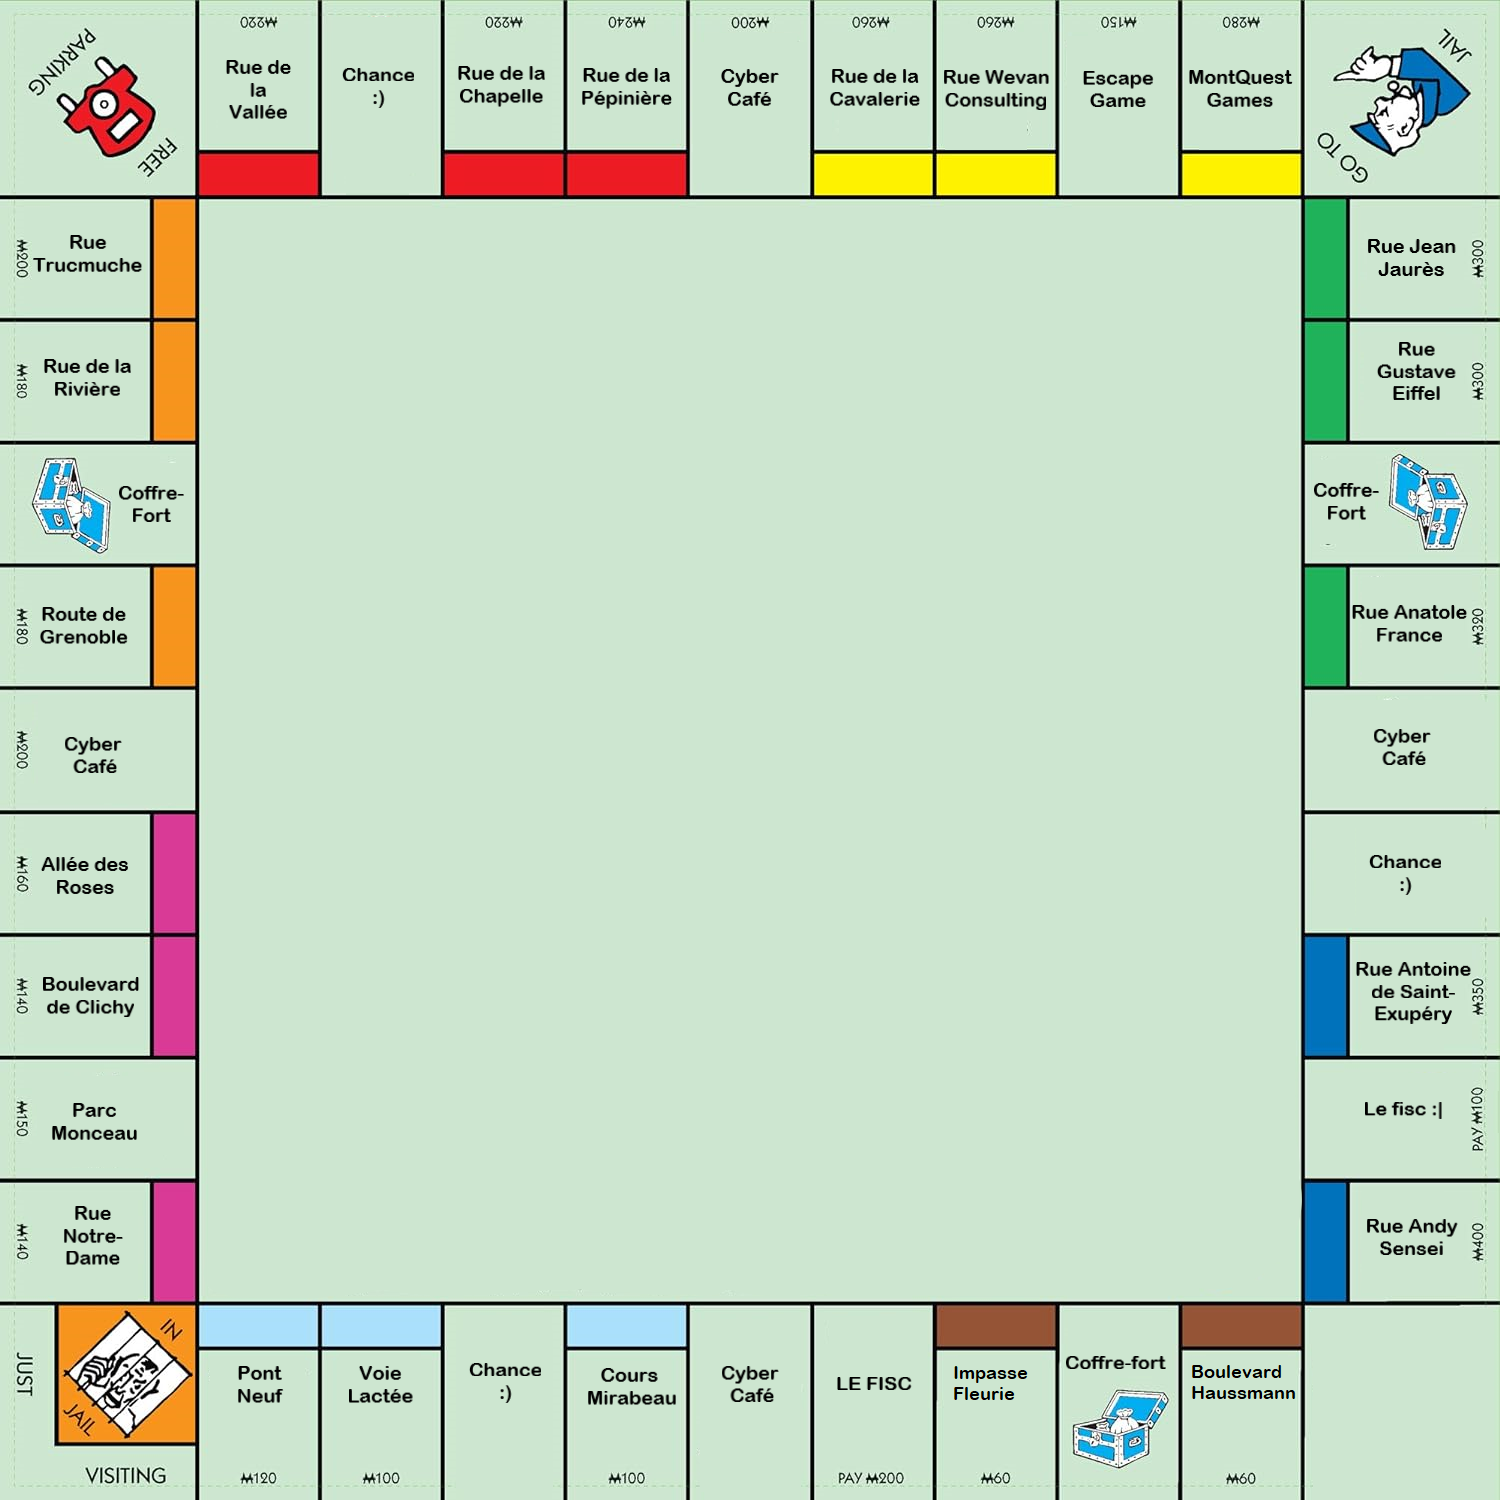 PARKING
FREE
₩220
Rue de
la
Vallée
Chance
:)
₩220
Rue de la
Chapelle
₩240
Rue de la
Pépinière
₩200
Cyber
Café
₩260
Rue de la
Cavalerie
₩260
Rue Wevan
Consulting
₩150
Escape
Game
₩280
MontQuest
Games
GO TO
JAIL
₩200
Rue
Trucmuche
₩180
Rue de la
Rivière
Coffre-
Fort
₩180
Route de
Grenoble
₩200
Cyber
Café
₩160
Allée des
Roses
₩140
Boulevard
de Clichy
₩150
Parc
Monceau
₩140
Rue
Notre-
Dame
Rue Jean
Jaurès
₩300
Rue
Gustave
Eiffel
₩300
Coffre-
Fort
Rue Anatole
France
₩320
Cyber
Café
Chance
:)
Rue Antoine
de Saint-
Exupéry
₩350
Le fisc :|
PAY ₩100
Rue Andy
Sensei
₩400
JUST
VISITING
IN
JAIL
Pont
Neuf
₩120
Voie
Lactée
₩100
Chance
:)
Cours
Mirabeau
₩100
Cyber
Café
LE FISC
PAY ₩200
Impasse
Fleurie
₩60
Coffre-fort
Boulevard
Haussmann
₩60